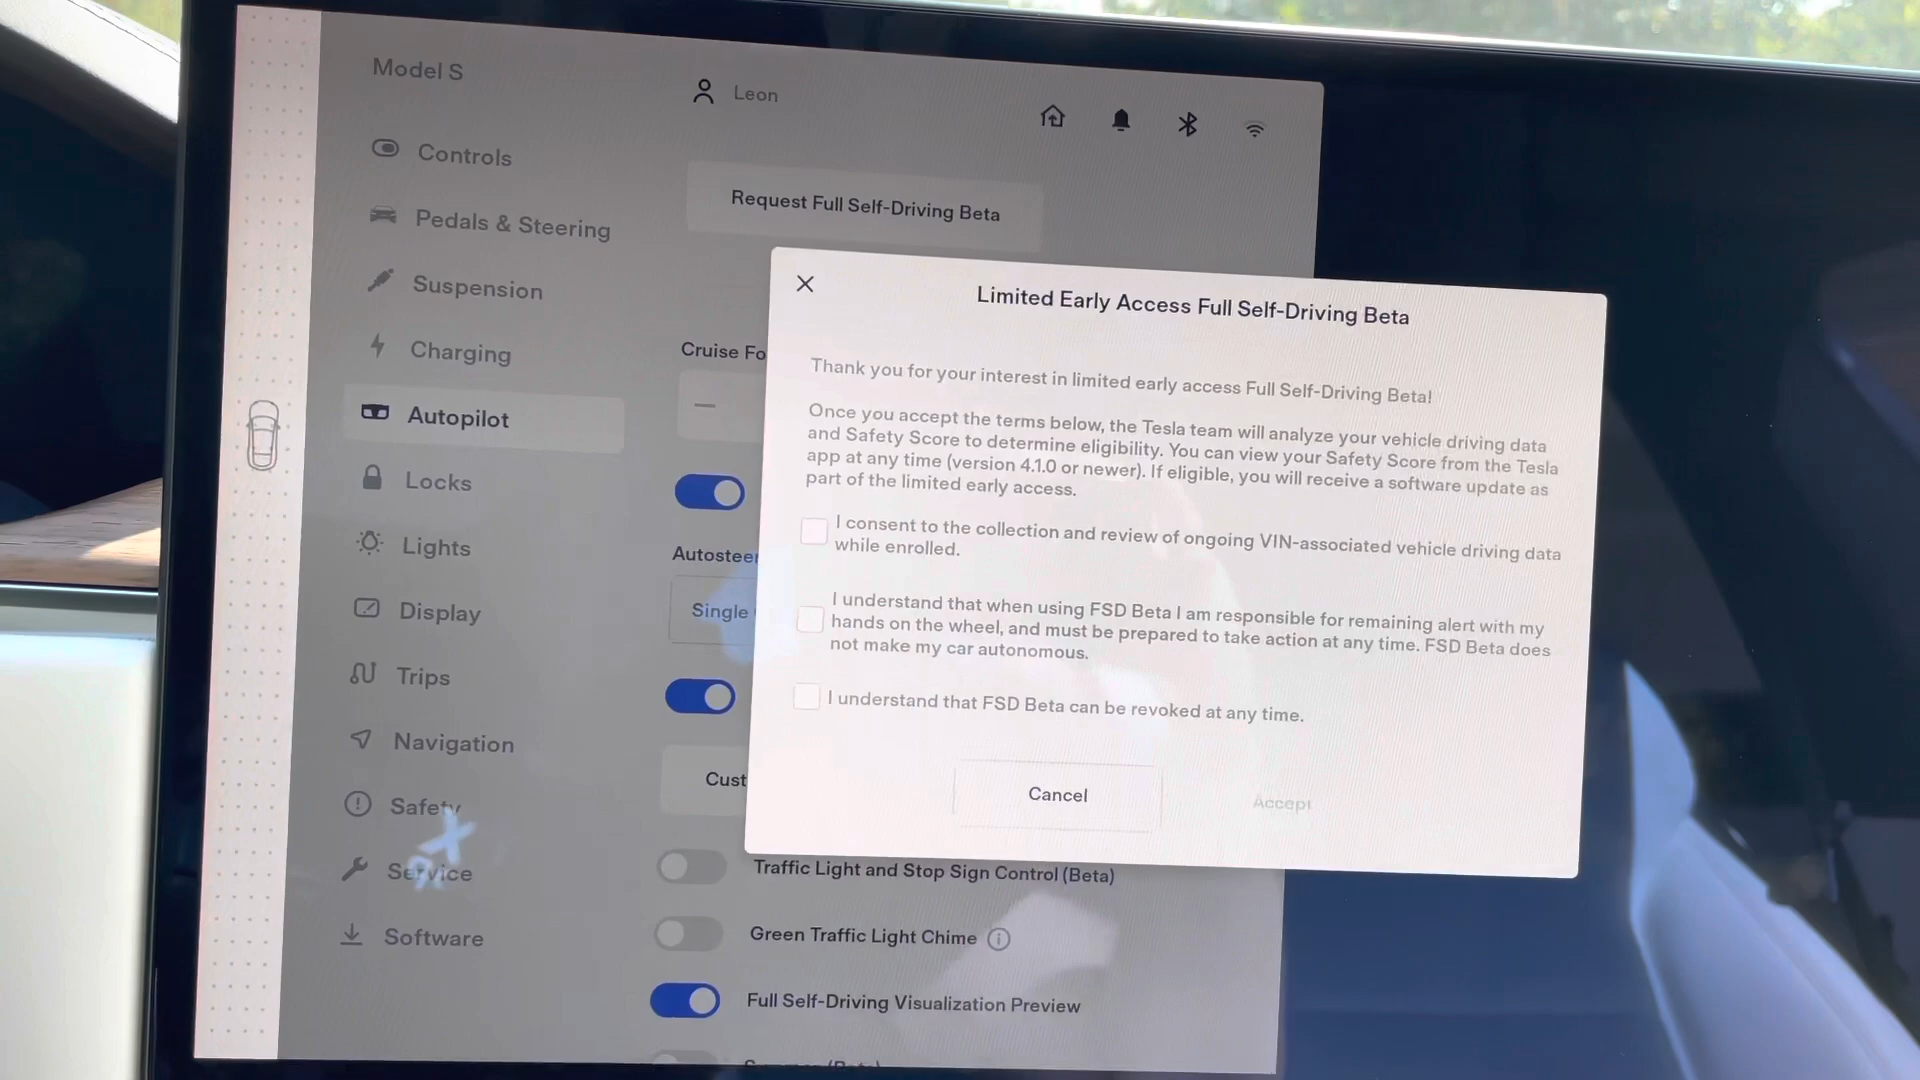 Model S
Leon
Controls
Pedals & Steering
Suspension
Charging
Autopilot
Locks
Lights
Display
Trips
Navigation
Safety
Service
Software
Request Full Self-Driving Beta
Cruise Fo
Autosteer
Single
Cust
Traffic Light and Stop Sign Control (Beta)
Green Traffic Light Chime
Full Self-Driving Visualization Preview
Limited Early Access Full Self-Driving Beta
Thank you for your interest in limited early access Full Self-Driving Beta!
Once you accept the terms below, the Tesla team will analyze your vehicle driving data
and Safety Score to determine eligibility. You can view your Safety Score from the Tesla
app at any time (version 4.1.0 or newer). If eligible, you will receive a software update as
part of the limited early access.
I consent to the collection and review of ongoing VIN-associated vehicle driving data
while enrolled.
I understand that when using FSD Beta I am responsible for remaining alert with my
hands on the wheel, and must be prepared to take action at any time. FSD Beta does
not make my car autonomous.
I understand that FSD Beta can be revoked at any time.
Cancel
Accept